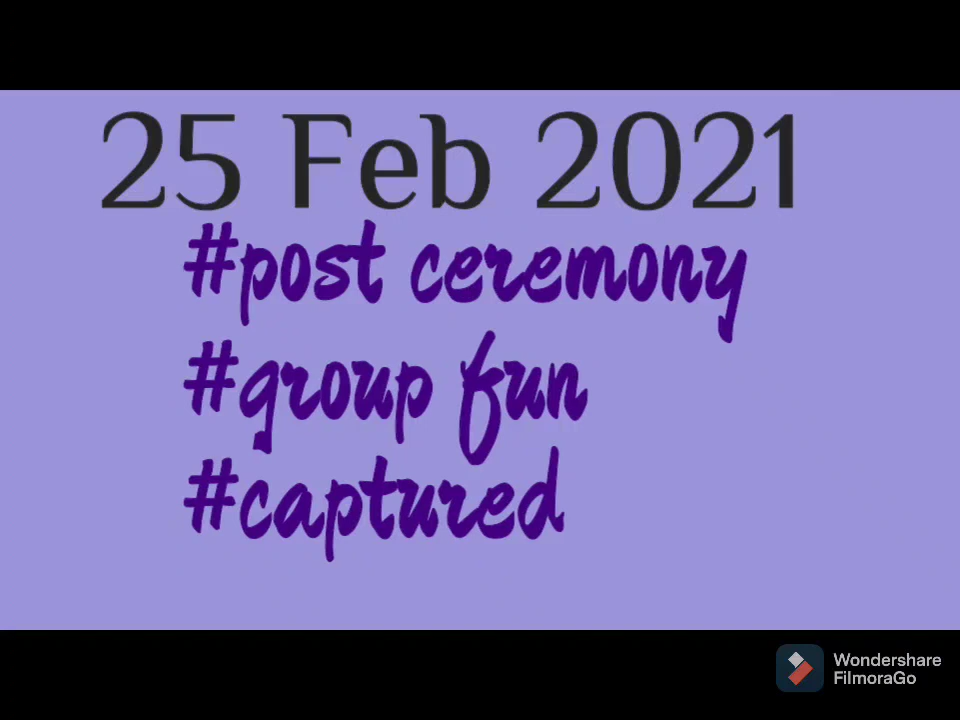 25 Feb 2021
#post ceremony
#group fun
#captured
Wondershare
FilmoraGo